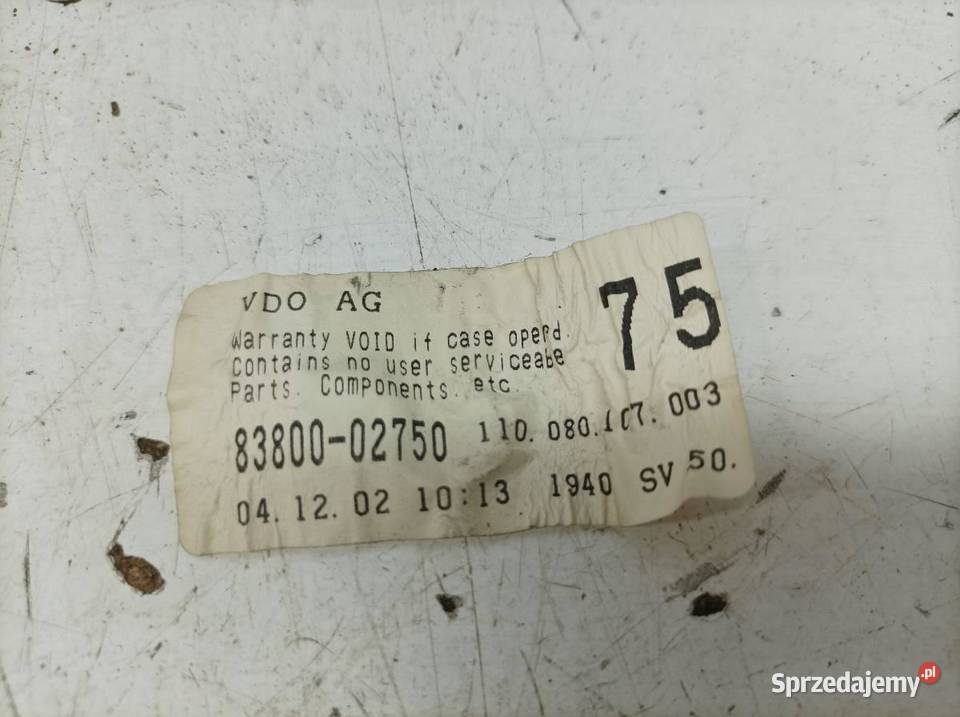 VDO AG
75
Warranty VOID if case operd.
Contains no user serviceabe
Parts. Components. etc.
83800-02750 110.080.107.003
04.12.02 10:13 1940 SV 50.
Sprzedajemy.pl